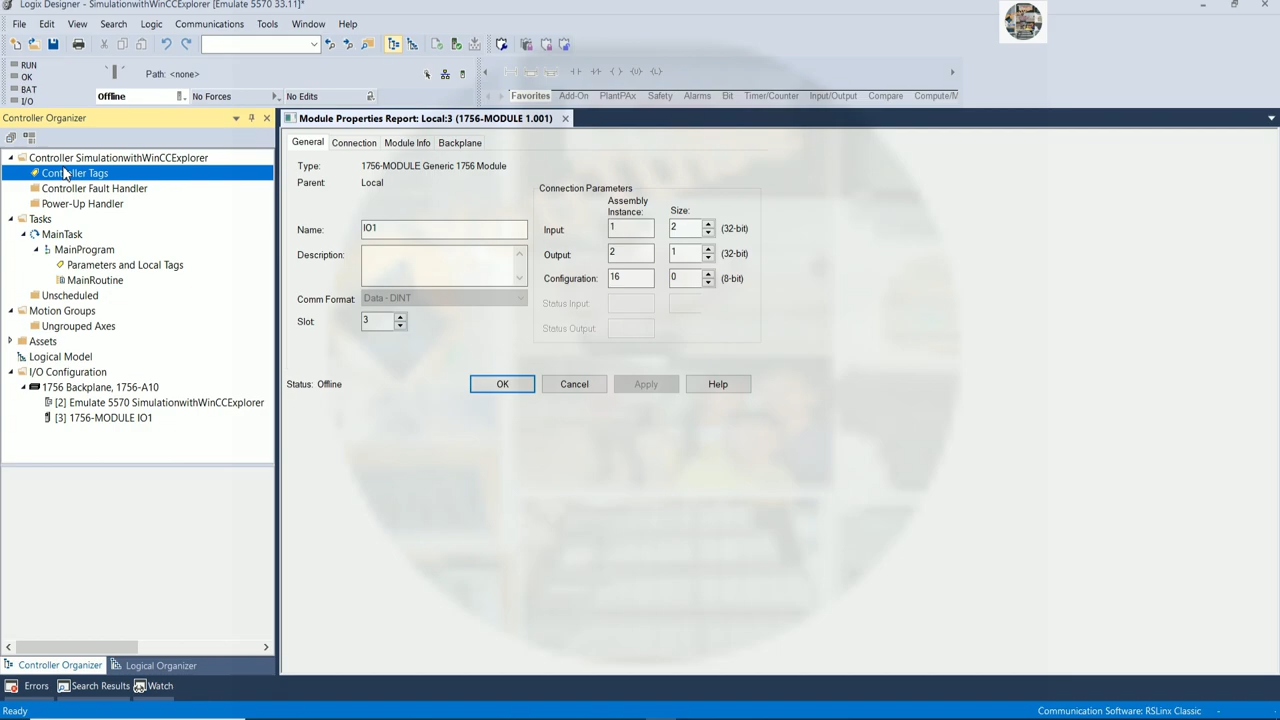 Logix Designer - SimulationwithWinCCExplorer [Emulate 5570 33.11]*
File Edit View Search Logic Communications Tools Window Help
RUN
OK
BAT
I/O
Path: <none>
Offline No Forces No Edits
Favorites Add-On PlantPAx Safety Alarms Bit Timer/Counter Input/Output Compare Compute/M
Controller Organizer
Controller SimulationwithWinCCExplorer
Controller Tags
Controller Fault Handler
Power-Up Handler
Tasks
MainTask
MainProgram
Parameters and Local Tags
MainRoutine
Unscheduled
Motion Groups
Ungrouped Axes
Assets
Logical Model
I/O Configuration
1756 Backplane, 1756-A10
[2] Emulate 5570 SimulationwithWinCCExplorer
[3] 1756-MODULE IO1
Controller Organizer Logical Organizer
Module Properties Report: Local:3 (1756-MODULE 1.001)
General Connection Module Info Backplane
Type: 1756-MODULE Generic 1756 Module
Parent: Local
Name: IO1
Description:
Comm Format: Data - DINT
Slot: 3
Connection Parameters
Assembly
Instance: Size:
Input: 1 2 (32-bit)
Output: 2 1 (32-bit)
Configuration: 16 0 (8-bit)
Status Input:
Status Output:
Status: Offline OK Cancel Apply Help
Errors Search Results Watch
Ready Communication Software: RSLinx Classic